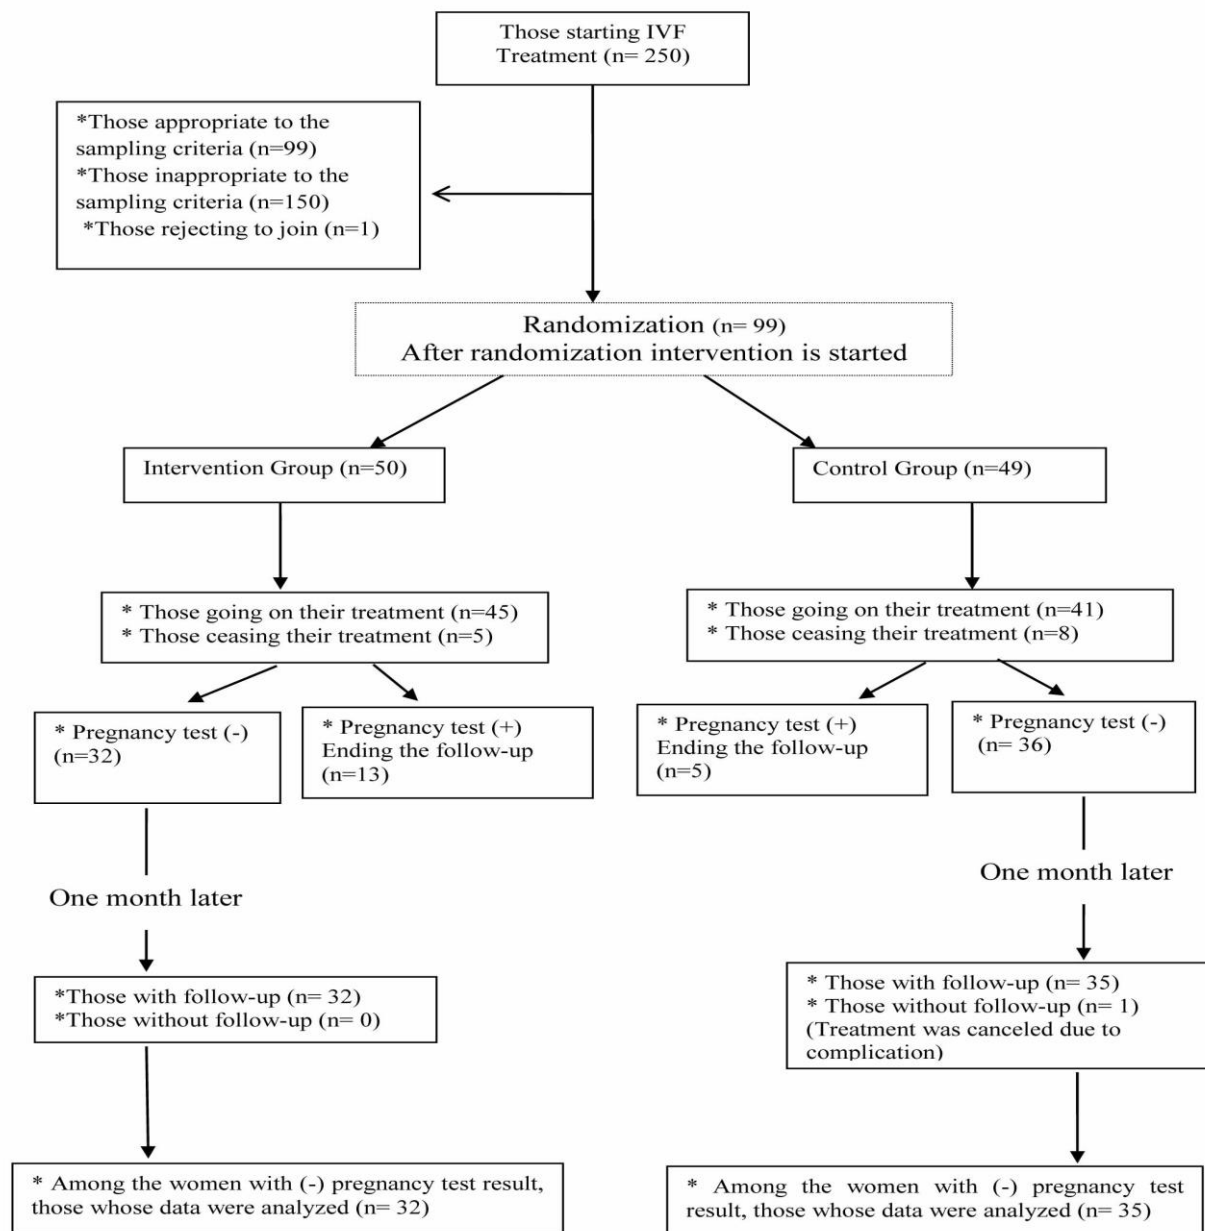 Those starting IVF
Treatment (n= 250)
*Those appropriate to the
sampling criteria (n=99)
*Those inappropriate to the
sampling criteria (n=150)
*Those rejecting to join (n=1)
Randomization (n= 99)
After randomization intervention is started
Intervention Group (n=50)
Control Group (n=49)
* Those going on their treatment (n=45)
* Those ceasing their treatment (n=5)
* Those going on their treatment (n=41)
* Those ceasing their treatment (n=8)
* Pregnancy test (-)
(n=32)
* Pregnancy test (+)
Ending the follow-up
(n=13)
* Pregnancy test (+)
Ending the follow-up
(n=5)
* Pregnancy test (-)
(n= 36)
One month later
One month later
*Those with follow-up (n= 32)
*Those without follow-up (n= 0)
* Those with follow-up (n= 35)
* Those without follow-up (n= 1)
(Treatment was canceled due to
complication)
* Among the women with (-) pregnancy test result,
those whose data were analyzed (n= 32)
* Among the women with (-) pregnancy test
result, those whose data were analyzed (n= 35)